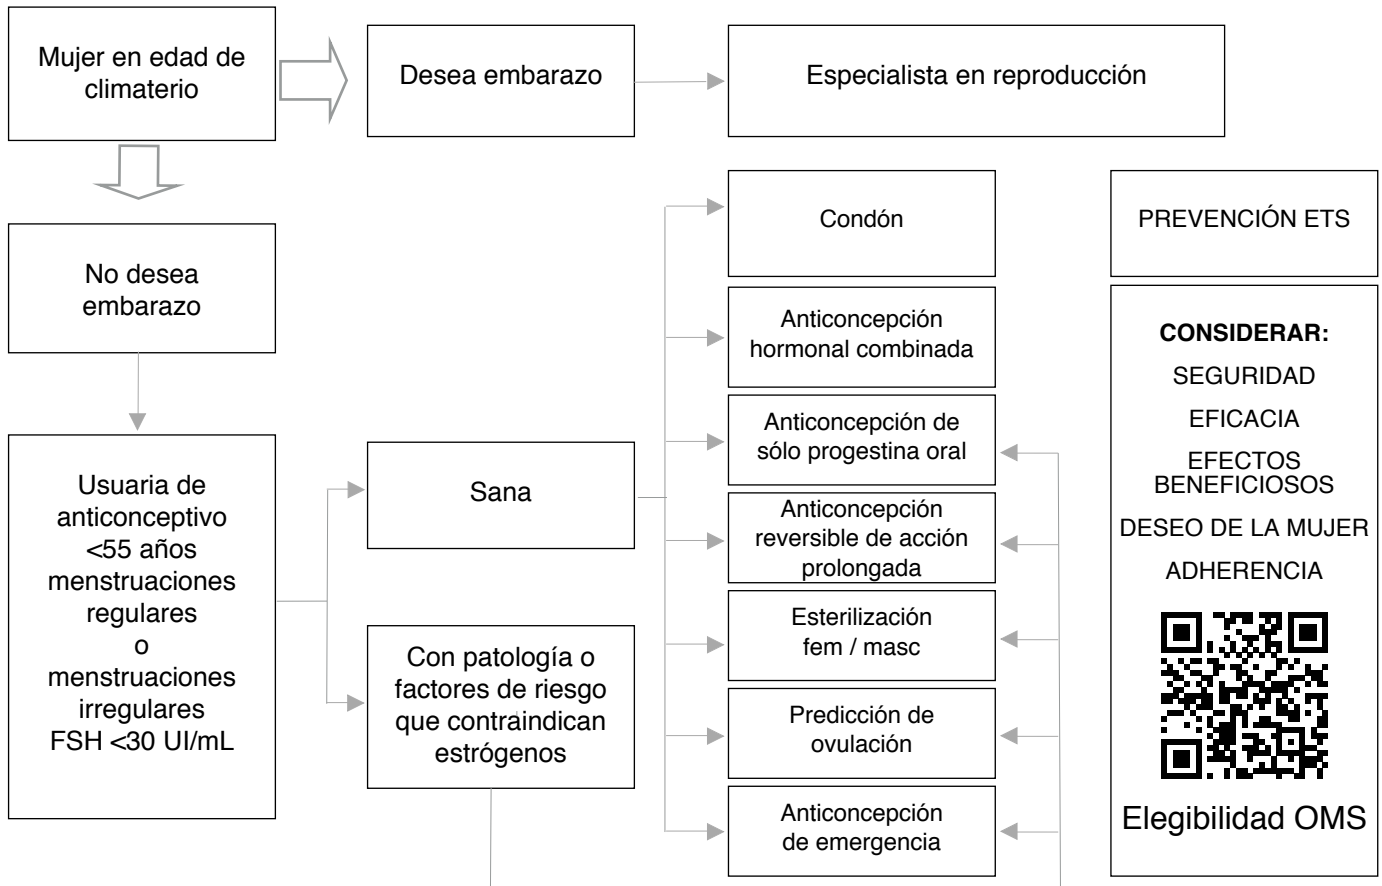 Mujer en edad de
climaterio
Desea embarazo
Especialista en reproducción
No desea
embarazo
Usuaria de
anticonceptivo
<55 años
menstruaciones
regulares
o
menstruaciones
irregulares
FSH <30 UI/mL
Sana
Con patología o
factores de riesgo
que contraindican
estrógenos
Condón
Anticoncepción
hormonal combinada
Anticoncepción de
sólo progestina oral
Anticoncepción
reversible de acción
prolongada
Esterilización
fem / masc
Predicción de
ovulación
Anticoncepción
de emergencia
PREVENCIÓN ETS
CONSIDERAR:
SEGURIDAD
EFICACIA
EFECTOS
BENEFICIOSOS
DESEO DE LA MUJER
ADHERENCIA
Elegibilidad OMS